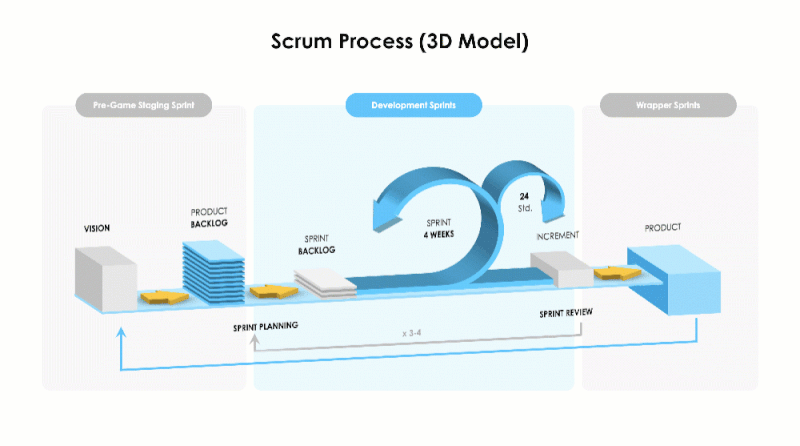 Scrum Process (3D Model)
Pre-Game Staging Sprint
Development Sprints
Wrapper Sprints
VISION
PRODUCT
BACKLOG
SPRINT
BACKLOG
SPRINT
4 WEEKS
24
Std.
INCREMENT
PRODUCT
SPRINT PLANNING
SPRINT REVIEW
x 3-4